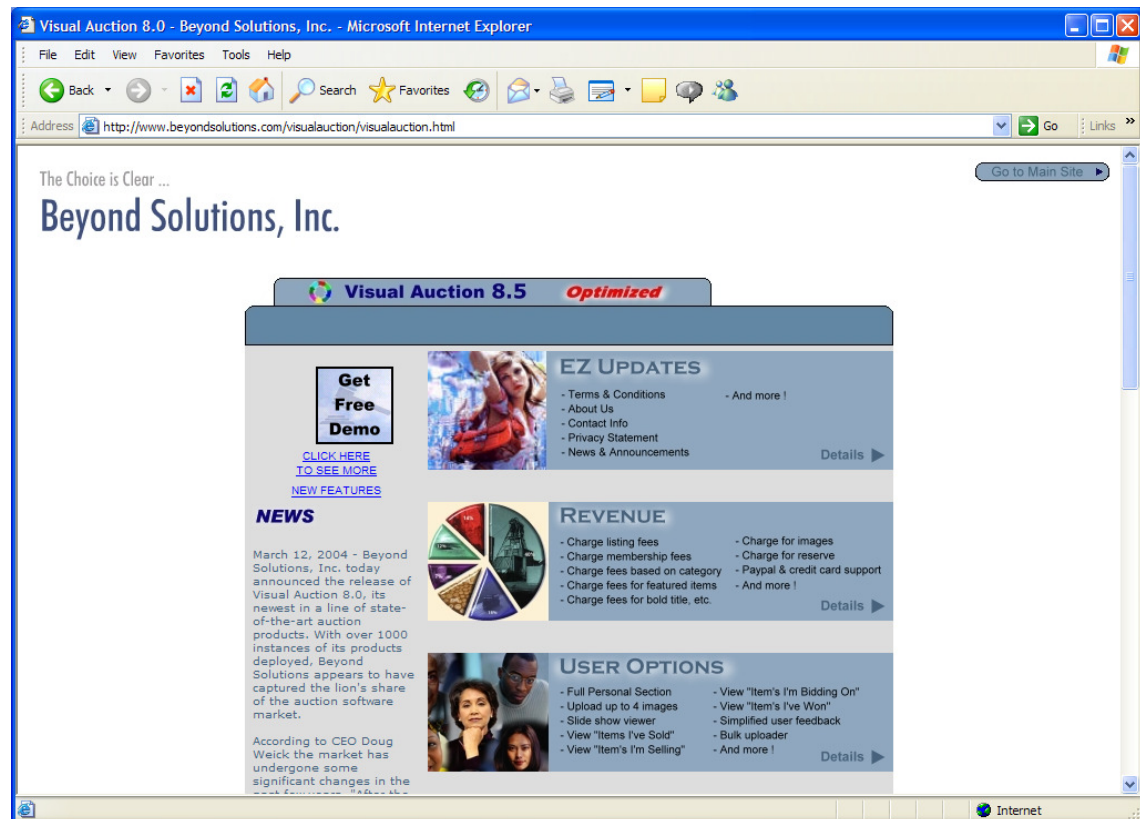 Visual Auction 8.0 - Beyond Solutions, Inc. - Microsoft Internet Explorer
File Edit View Favorites Tools Help
Back Search Favorites
Address http://www.beyondsolutions.com/visualauction/visualauction.html Go Links »
Go to Main Site
The Choice is Clear ...
Beyond Solutions, Inc.
Visual Auction 8.5 Optimized
Get
Free
Demo
CLICK HERE
TO SEE MORE
NEW FEATURES
NEWS
March 12, 2004 - Beyond
Solutions, Inc. today
announced the release of
Visual Auction 8.0, its
newest in a line of state-
of-the-art auction
products. With over 1000
instances of its products
deployed, Beyond
Solutions appears to have
captured the lion's share
of the auction software
market.
According to CEO Doug
Weick the market has
undergone some
significant changes in the
past few years. "After the
EZ UPDATES
- Terms & Conditions
- About Us
- Contact Info
- Privacy Statement
- News & Announcements
- And more !
Details
REVENUE
- Charge listing fees
- Charge membership fees
- Charge fees based on category
- Charge fees for featured items
- Charge fees for bold title, etc.
- Charge for images
- Charge for reserve
- Paypal & credit card support
- And more !
Details
USER OPTIONS
- Full Personal Section
- Upload up to 4 images
- Slide show viewer
- View "Items I've Sold"
- View "Item's I'm Selling"
- View "Item's I'm Bidding On"
- View "Item's I've Won"
- Simplified user feedback
- Bulk uploader
- And more !
Details
Internet